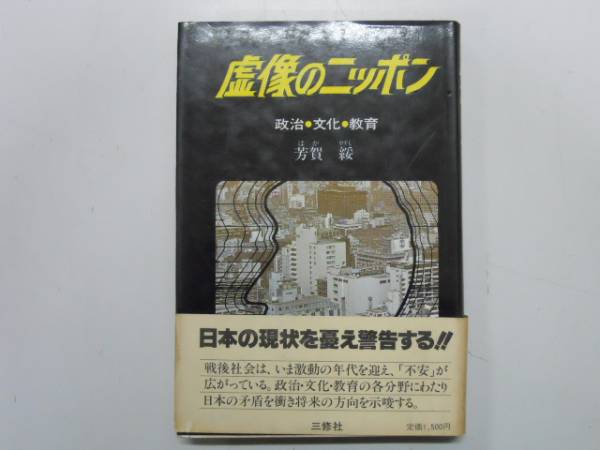 虚像のニッポン
政治●文化●教育
はが やすし
芳賀 綏
日本の現状を憂え警告する!!
戦後社会は、いま激動の年代を迎え、「不安」が
広がっている。政治・文化・教育の各分野にわたり
日本の矛盾を衝き将来の方向を示唆する。
三修社
定価1,500円